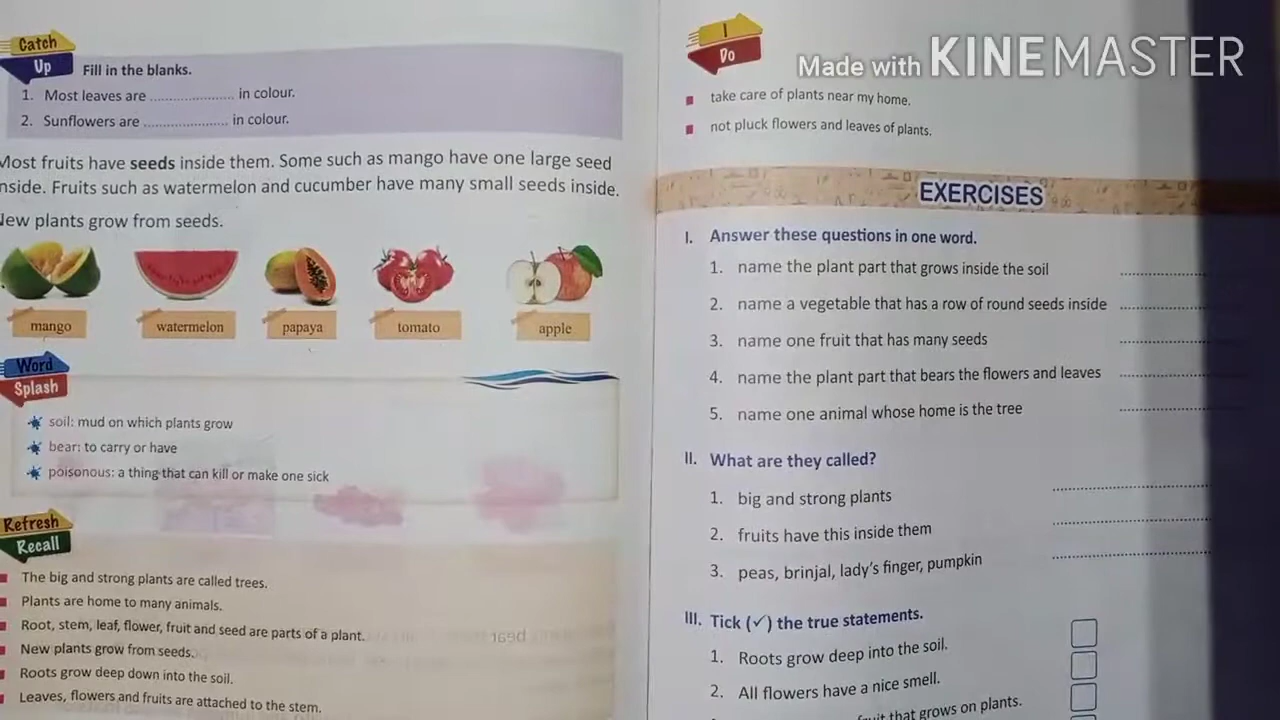 Catch
Up
Fill in the blanks.
1. Most leaves are ..................... in colour.
2. Sunflowers are ..................... in colour.
Most fruits have seeds inside them. Some such as mango have one large seed
inside. Fruits such as watermelon and cucumber have many small seeds inside.
New plants grow from seeds.
mango
watermelon
papaya
tomato
apple
Word
Splash
soil: mud on which plants grow
bear: to carry or have
poisonous: a thing that can kill or make one sick
Refresh
Recall
The big and strong plants are called trees.
Plants are home to many animals.
Root, stem, leaf, flower, fruit and seed are parts of a plant.
New plants grow from seeds.
Roots grow deep down into the soil.
Leaves, flowers and fruits are attached to the stem.
I
Do
Made with KINEMASTER
take care of plants near my home.
not pluck flowers and leaves of plants.
EXERCISES
I. Answer these questions in one word.
1. name the plant part that grows inside the soil .....................
2. name a vegetable that has a row of round seeds inside .....................
3. name one fruit that has many seeds .....................
4. name the plant part that bears the flowers and leaves .....................
5. name one animal whose home is the tree .....................
II. What are they called?
1. big and strong plants .....................
2. fruits have this inside them .....................
3. peas, brinjal, lady's finger, pumpkin .....................
III. Tick (✓) the true statements.
1. Roots grow deep into the soil.
2. All flowers have a nice smell.
fruit that grows on plants.